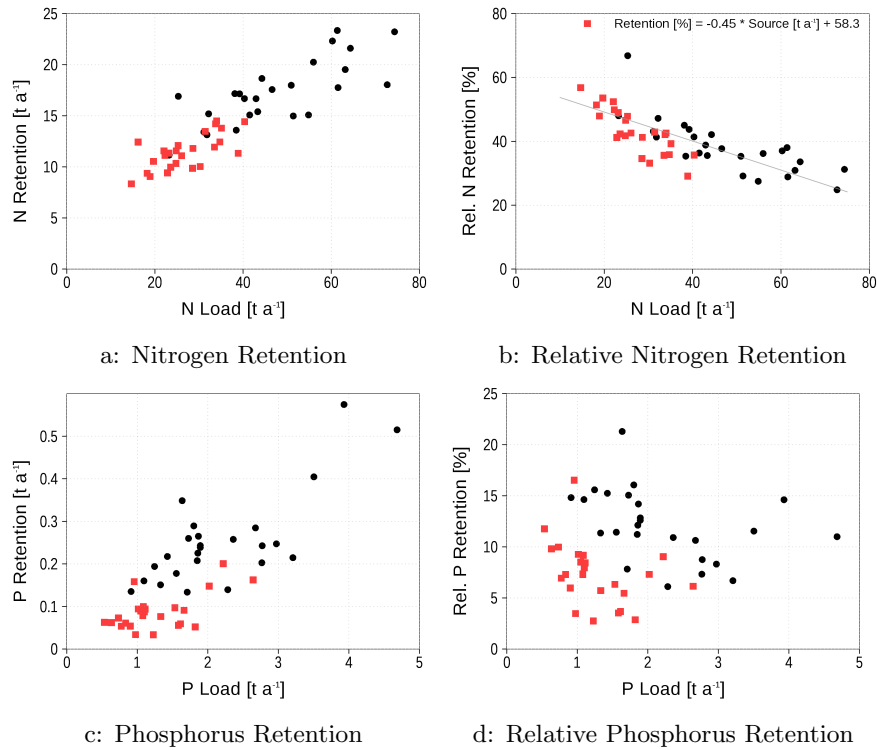 25
20
15
10
5
0
0 20 40 60 80
N Retention [t a⁻¹]
N Load [t a⁻¹]
a: Nitrogen Retention
80
60
40
20
0
0 20 40 60 80
Rel. N Retention [%]
Retention [%] = -0.45 * Source [t a⁻¹] + 58.3
N Load [t a⁻¹]
b: Relative Nitrogen Retention
0.5
0.4
0.3
0.2
0.1
0
0 1 2 3 4 5
P Retention [t a⁻¹]
P Load [t a⁻¹]
c: Phosphorus Retention
25
20
15
10
5
0
0 1 2 3 4 5
Rel. P Retention [%]
P Load [t a⁻¹]
d: Relative Phosphorus Retention